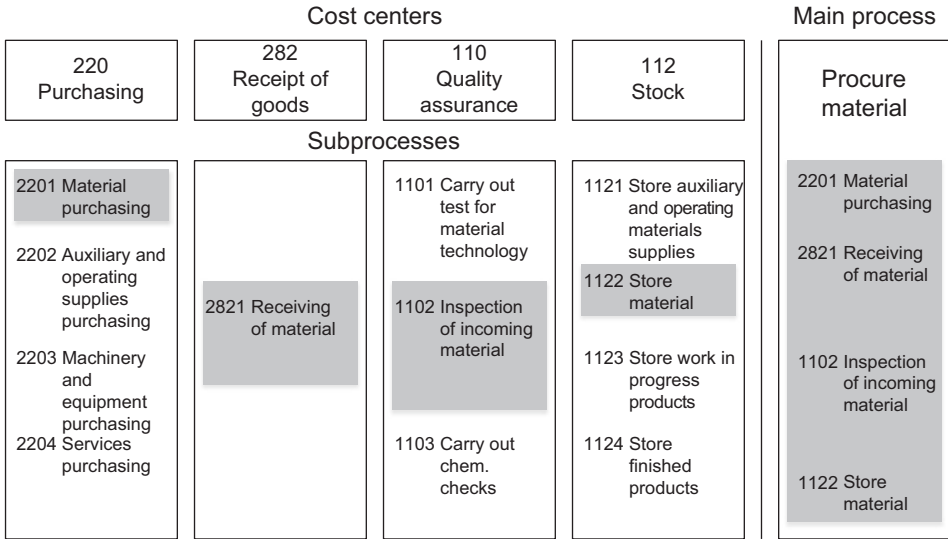 Cost centers
Main process
220
Purchasing
282
Receipt of
goods
110
Quality
assurance
112
Stock
Procure
material
Subprocesses
2201 Material
purchasing
2202 Auxiliary and
operating
supplies
purchasing
2203 Machinery
and
equipment
purchasing
2204 Services
purchasing
2821 Receiving
of material
1101 Carry out
test for
material
technology
1102 Inspection
of incoming
material
1103 Carry out
chem.
checks
1121 Store auxiliary
and operating
materials
supplies
1122 Store
material
1123 Store work in
progress
products
1124 Store
finished
products
2201 Material
purchasing
2821 Receiving
of material
1102 Inspection
of incoming
material
1122 Store
material